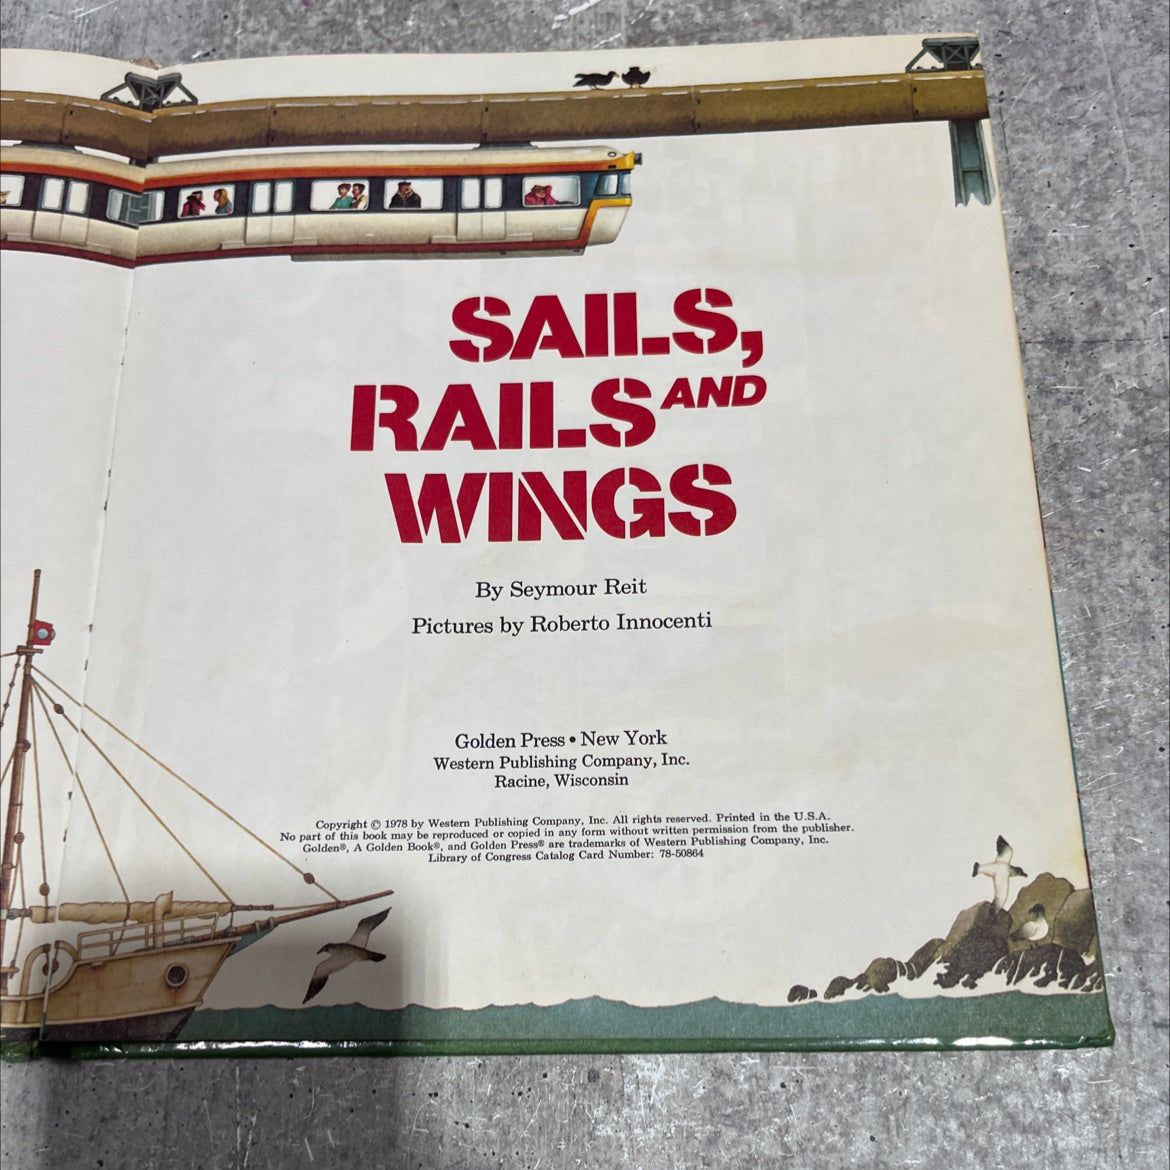 SAILS,
RAILS AND
WINGS
By Seymour Reit
Pictures by Roberto Innocenti
Golden Press • New York
Western Publishing Company, Inc.
Racine, Wisconsin
Copyright © 1978 by Western Publishing Company, Inc. All rights reserved. Printed in the U.S.A.
No part of this book may be reproduced or copied in any form without written permission from the publisher.
Golden®, A Golden Book®, and Golden Press® are trademarks of Western Publishing Company, Inc.
Library of Congress Catalog Card Number: 78-50864